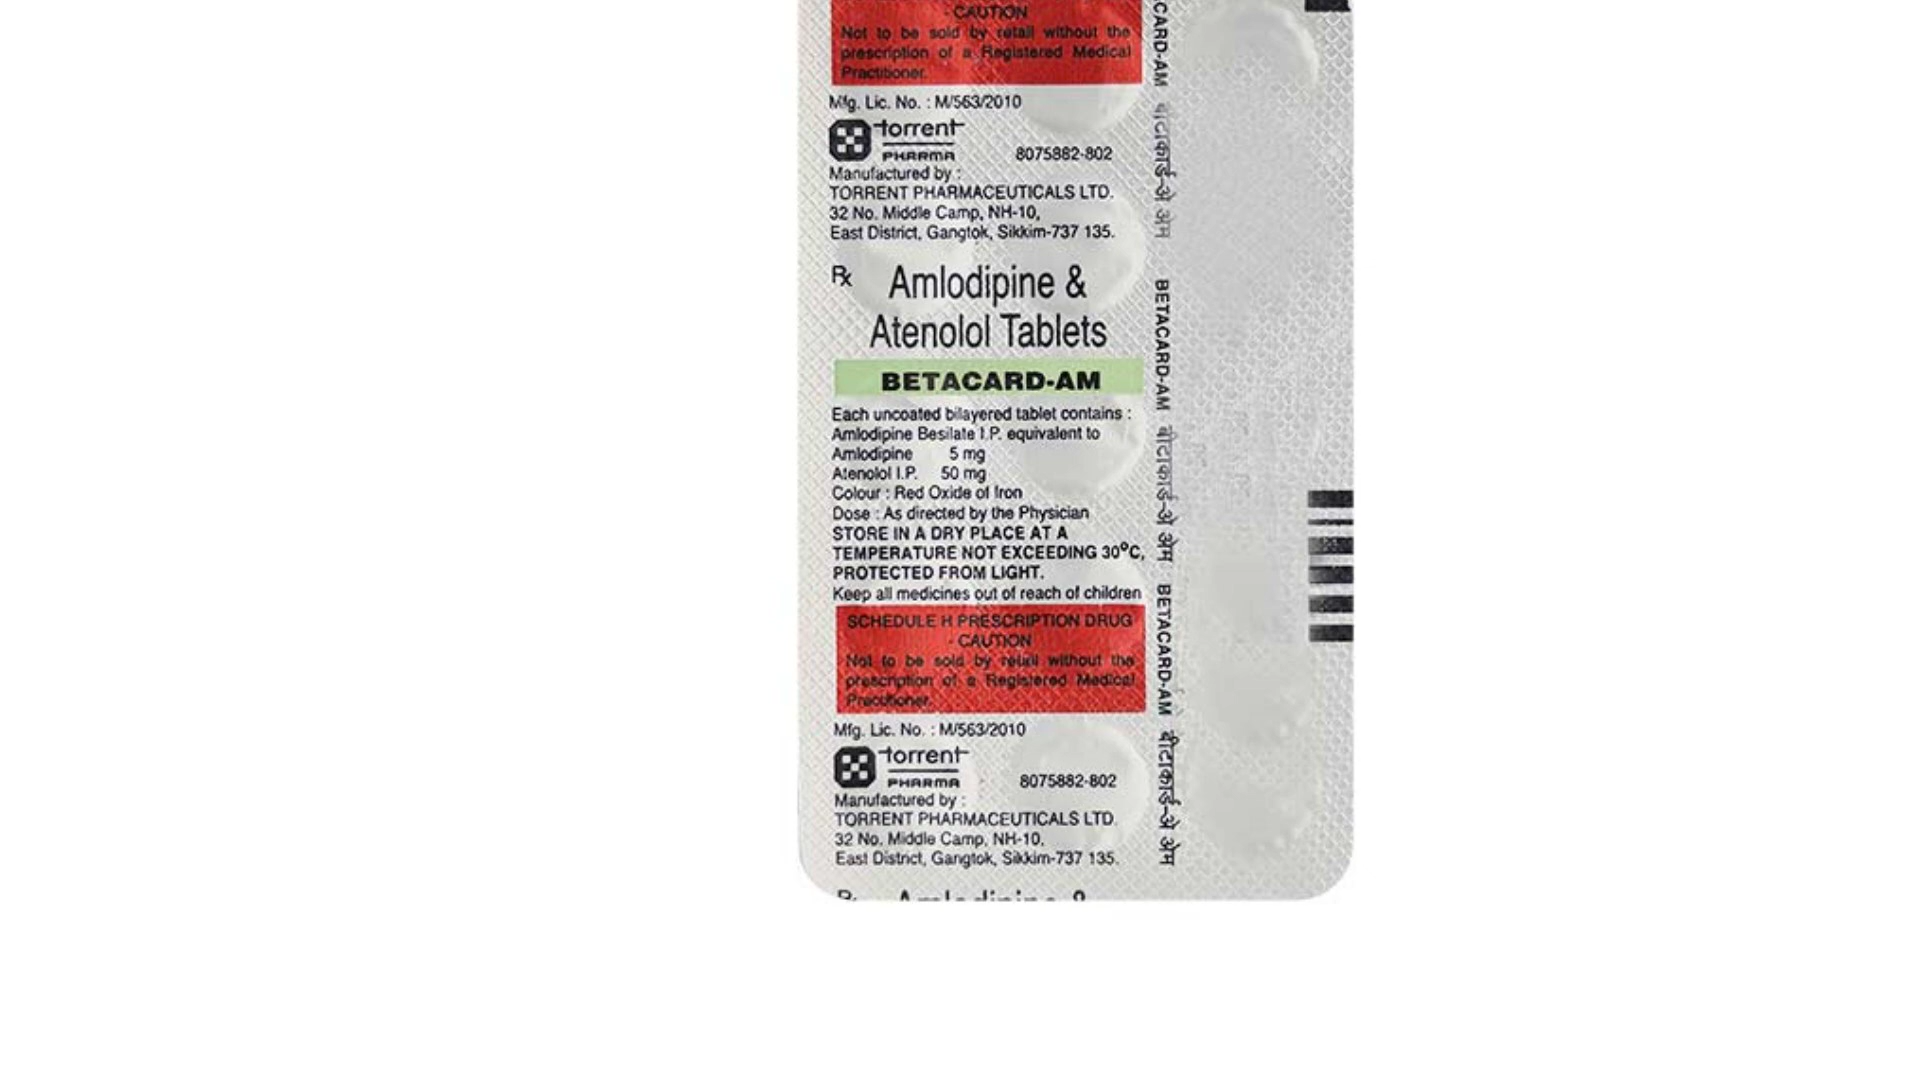 - CAUTION
Not to be sold by retail without the
prescription of a Registered Medical
Practitioner.
Mfg. Lic. No. : M/563/2010
torrent
PHARMA
8075882-802
Manufactured by :
TORRENT PHARMACEUTICALS LTD.
32 No. Middle Camp, NH-10,
East District, Gangtok, Sikkim-737 135.
Rx Amlodipine &
Atenolol Tablets
BETACARD-AM
Each uncoated bilayered tablet contains :
Amlodipine Besilate I.P. equivalent to
Amlodipine 5 mg
Atenolol I.P. 50 mg
Colour : Red Oxide of Iron
Dose : As directed by the Physician
STORE IN A DRY PLACE AT A
TEMPERATURE NOT EXCEEDING 30°C,
PROTECTED FROM LIGHT.
Keep all medicines out of reach of children
SCHEDULE H PRESCRIPTION DRUG
- CAUTION
Not to be sold by retail without the
prescription of a Registered Medical
Practitioner.
Mfg. Lic. No. : M/563/2010
torrent
PHARMA
8075882-802
Manufactured by :
TORRENT PHARMACEUTICALS LTD.
32 No. Middle Camp, NH-10,
East District, Gangtok, Sikkim-737 135.
CARD-AM बीटाकार्ड-अे अेम BETACARD-AM बीटाकार्ड-अे अेम BETACARD-AM बीटाकार्ड-अे अेम